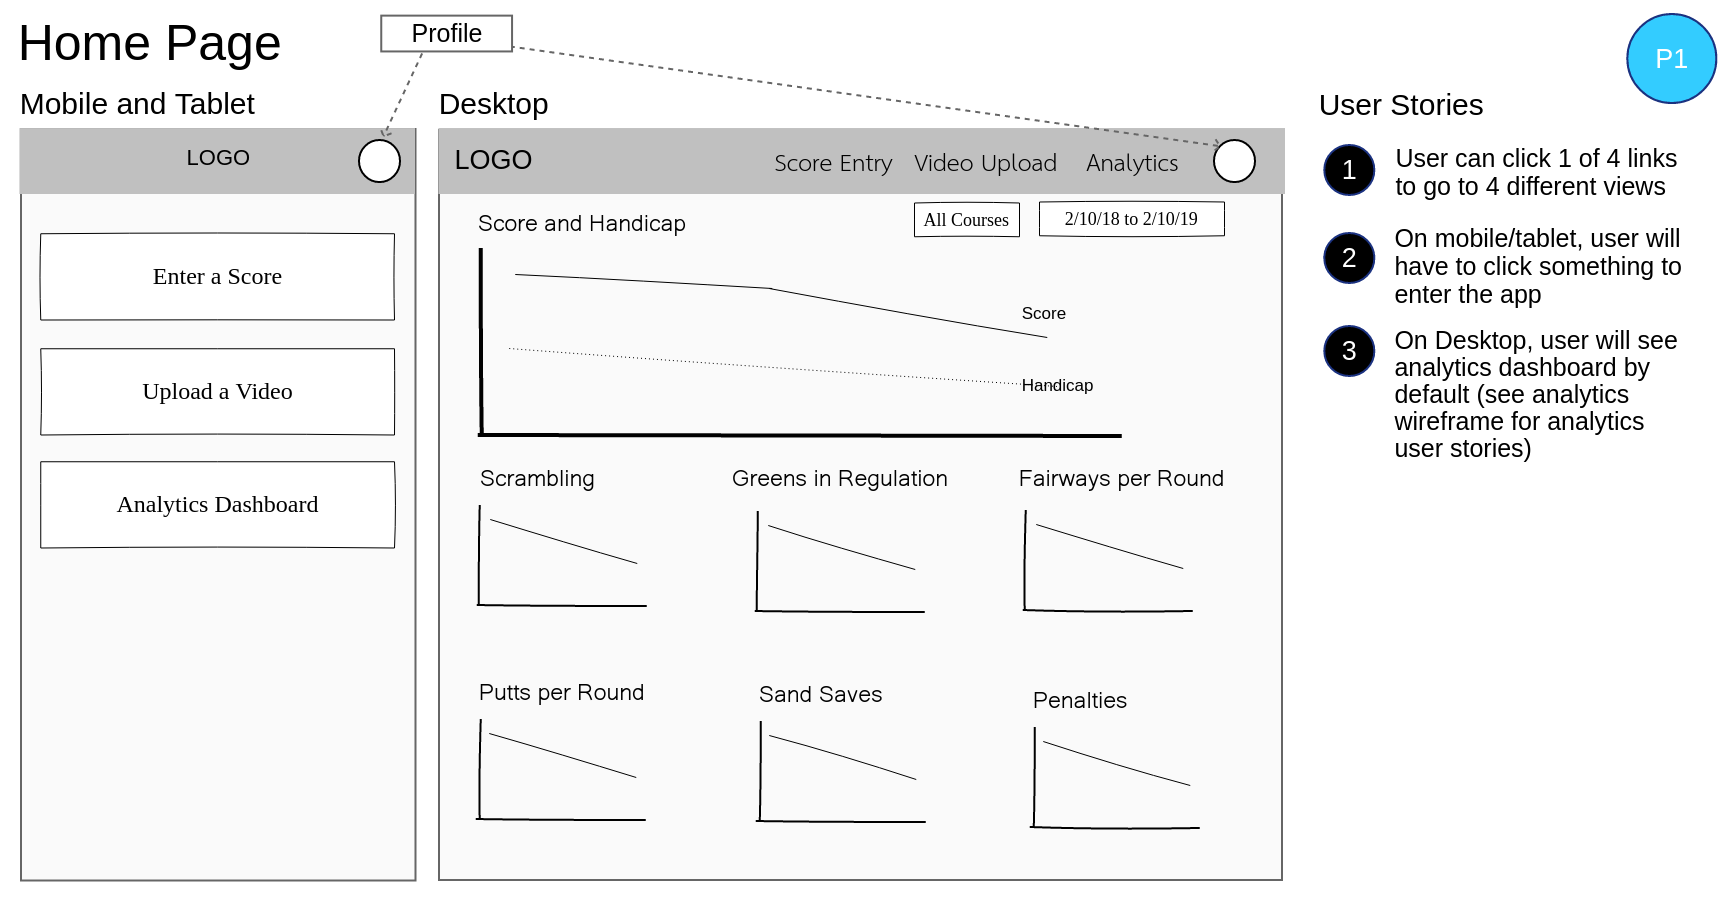 Home Page
Profile
P1
Mobile and Tablet
Desktop
User Stories
LOGO
LOGO
Score Entry
Video Upload
Analytics
Enter a Score
Upload a Video
Analytics Dashboard
Score and Handicap
All Courses
2/10/18 to 2/10/19
Score
Handicap
Scrambling
Greens in Regulation
Fairways per Round
Putts per Round
Sand Saves
Penalties
1
User can click 1 of 4 links
to go to 4 different views
2
On mobile/tablet, user will
have to click something to
enter the app
3
On Desktop, user will see
analytics dashboard by
default (see analytics
wireframe for analytics
user stories)